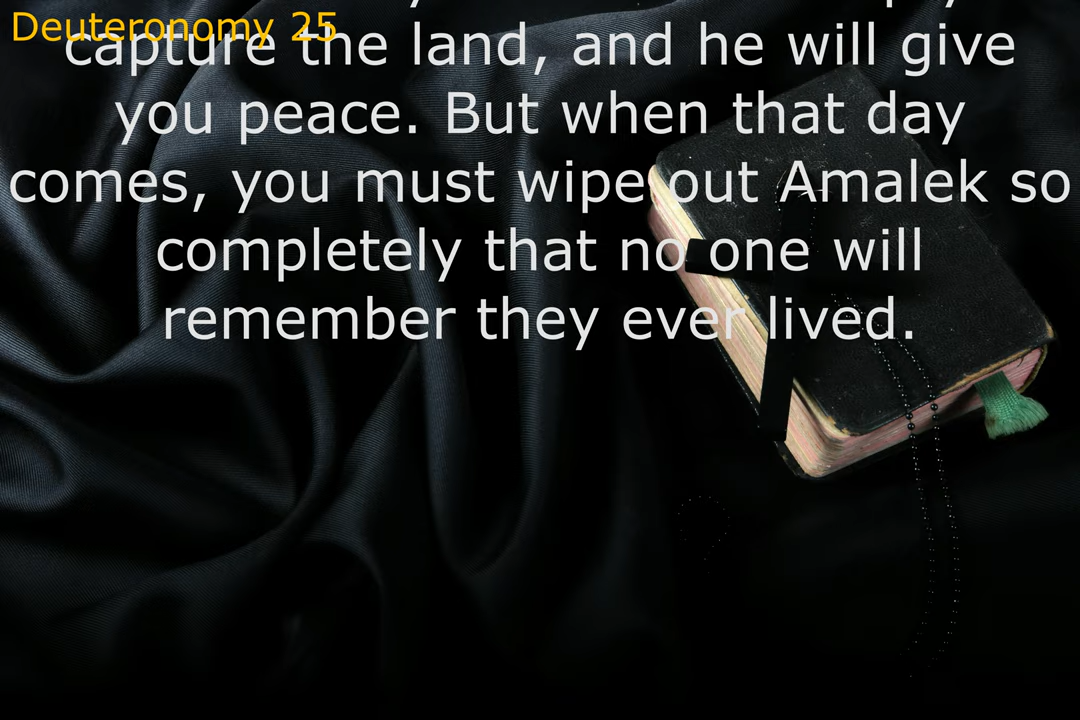 Deuteronomy 25
capture the land, and he will give
you peace. But when that day
comes, you must wipe out Amalek so
completely that no one will
remember they ever lived.